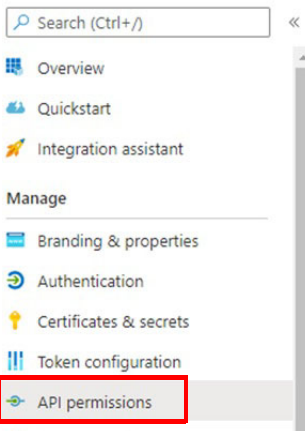 Search (Ctrl+/)
«
Overview
Quickstart
Integration assistant
Manage
Branding & properties
Authentication
Certificates & secrets
Token configuration
API permissions